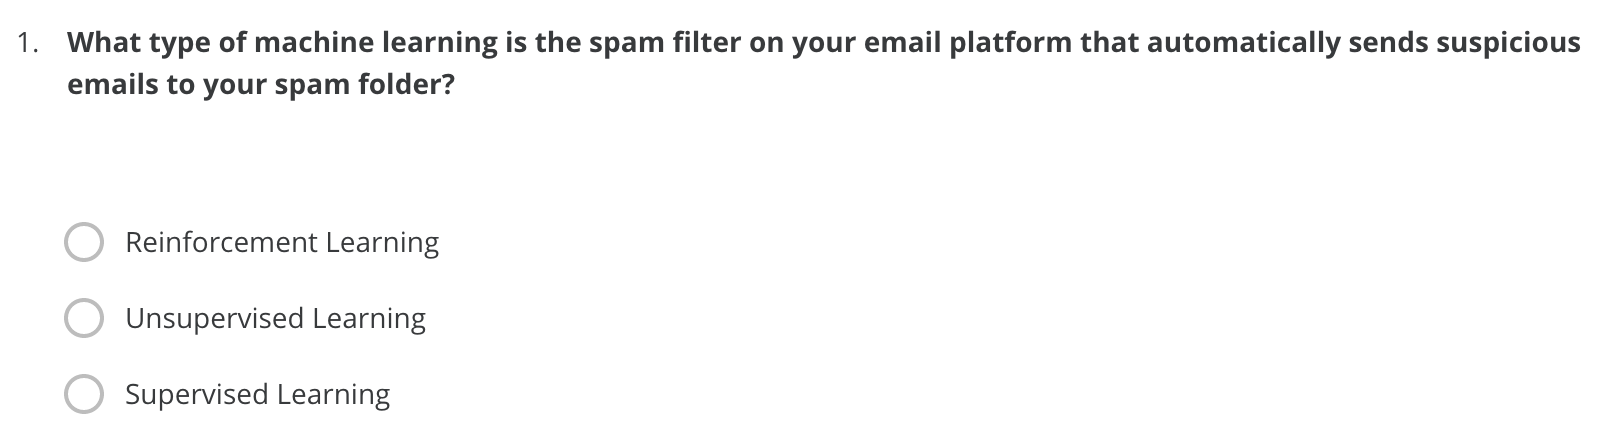 1. What type of machine learning is the spam filter on your email platform that automatically sends suspicious
emails to your spam folder?
Reinforcement Learning
Unsupervised Learning
Supervised Learning